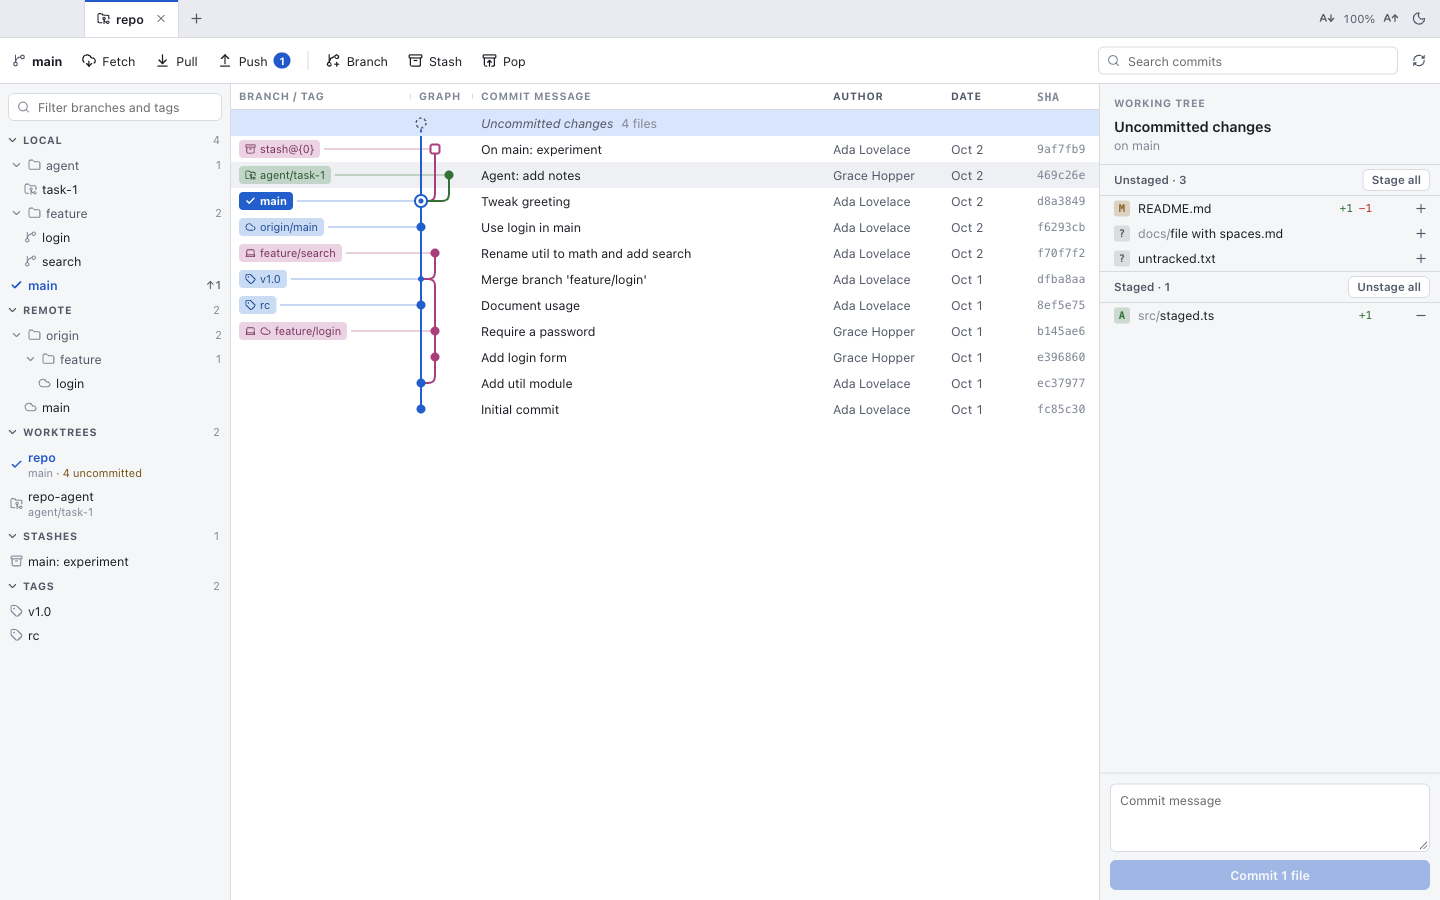 repo
100%
main Fetch Pull Push 1 Branch Stash Pop Search commits
Filter branches and tags
LOCAL 4
agent 1
task-1
feature 2
login
search
main ↑1
REMOTE 2
origin 2
feature 1
login
main
WORKTREES 2
repo
main · 4 uncommitted
repo-agent
agent/task-1
STASHES 1
main: experiment
TAGS 2
v1.0
rc
BRANCH / TAG GRAPH COMMIT MESSAGE AUTHOR DATE SHA
Uncommitted changes 4 files
stash@{0} On main: experiment Ada Lovelace Oct 2 9af7fb9
agent/task-1 Agent: add notes Grace Hopper Oct 2 469c26e
main Tweak greeting Ada Lovelace Oct 2 d8a3849
origin/main Use login in main Ada Lovelace Oct 2 f6293cb
feature/search Rename util to math and add search Ada Lovelace Oct 2 f70f7f2
v1.0 Merge branch 'feature/login' Ada Lovelace Oct 1 dfba8aa
rc Document usage Ada Lovelace Oct 1 8ef5e75
feature/login Require a password Grace Hopper Oct 1 b145ae6
Add login form Grace Hopper Oct 1 e396860
Add util module Ada Lovelace Oct 1 ec37977
Initial commit Ada Lovelace Oct 1 fc85c30
WORKING TREE
Uncommitted changes
on main
Unstaged · 3 Stage all
M README.md +1 −1
? docs/file with spaces.md
? untracked.txt
Staged · 1 Unstage all
A src/staged.ts +1
Commit message
Commit 1 file